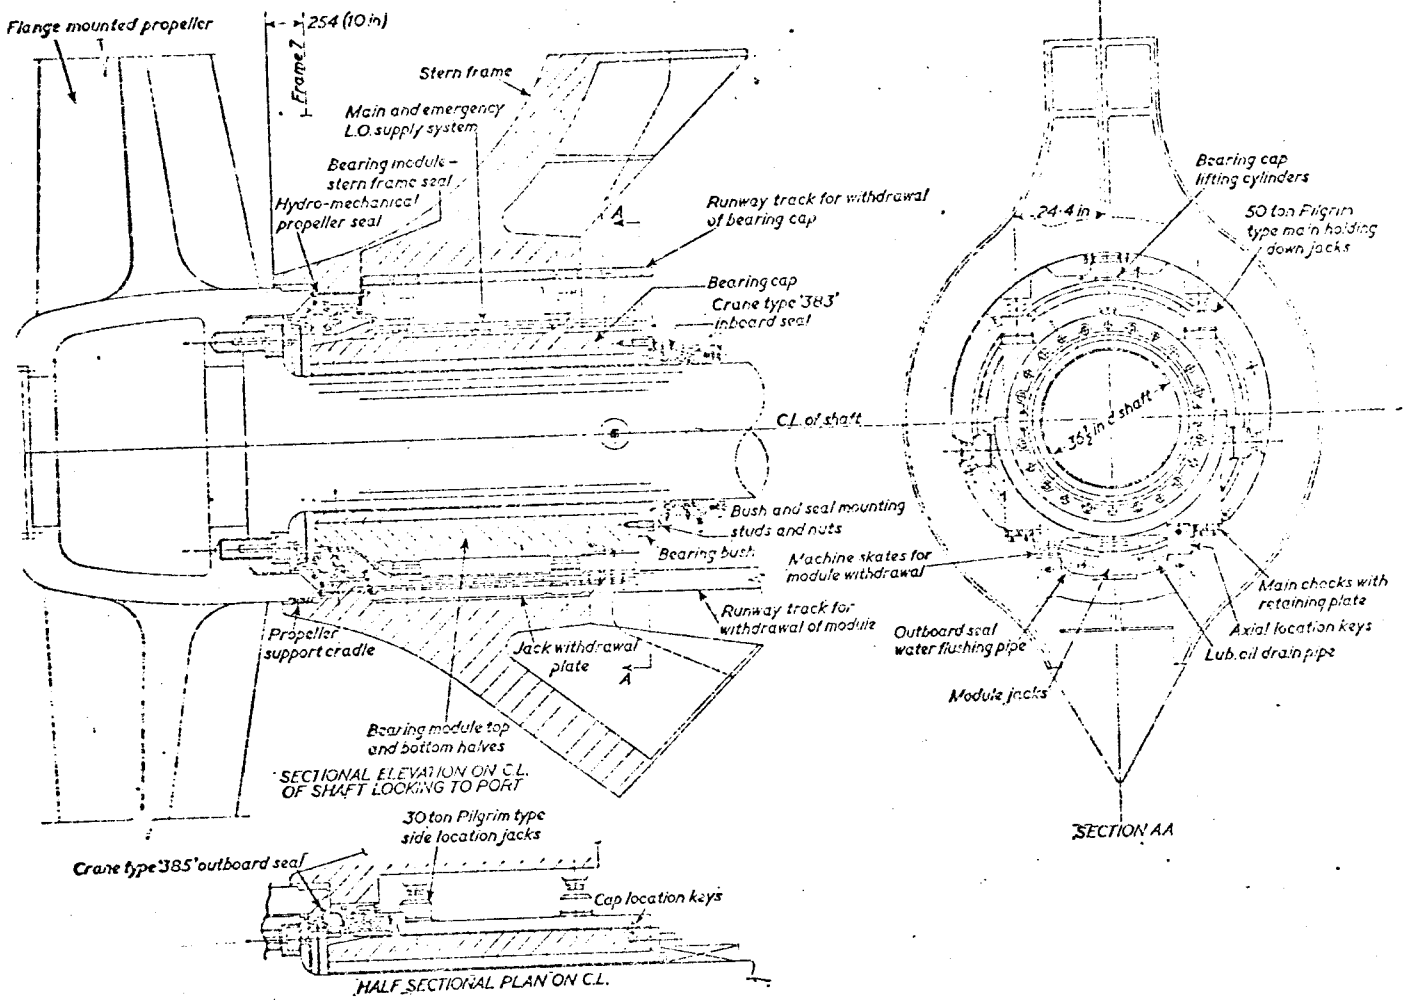 Flange mounted propeller
254 (10 in)
Frame 7
Stern frame
Main and emergency
L.O. supply system
Bearing module –
stern frame seal
Hydro-mechanical
propeller seal
A
Runway track for withdrawal
of bearing cap
Bearing cap
Crane type '383'
inboard seal
C.L. of shaft
Bush and seal mounting
studs and nuts
Bearing bush
Runway track for
withdrawal of module
Propeller
support cradle
Jack withdrawal
plate
A
Bearing module top
and bottom halves
SECTIONAL ELEVATION ON C.L.
OF SHAFT LOOKING TO PORT
Bearing cap
lifting cylinders
24·4 in
50 ton Pilgrim
type main holding
down jacks
36½ in d shaft
Machine skates for
module withdrawal
Outboard seal
water flushing pipe
Module jacks
Main chocks with
retaining plate
Axial location keys
Lub. oil drain pipe
SECTION AA
30 ton Pilgrim type
side location jacks
Crane type '385' outboard seal
Cap location keys
HALF SECTIONAL PLAN ON C.L.